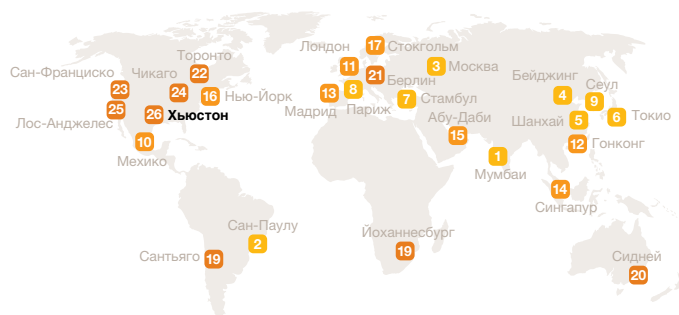 Лондон
17
Стокгольм
Торонто
22
11
3
Москва
Сан-Франциско
Чикаго
21
Берлин
Бейджинг
Сеул
23
24
16
Нью-Йорк
13
8
7
Стамбул
4
9
25
26
Хьюстон
Мадрид
Париж
Абу-Даби
Шанхай
5
6
Токио
Лос-Анджелес
10
15
12
Гонконг
Мехико
1
Мумбаи
14
Сингапур
Сан-Паулу
2
Йоханнесбург
19
Сантьяго
19
Сидней
20